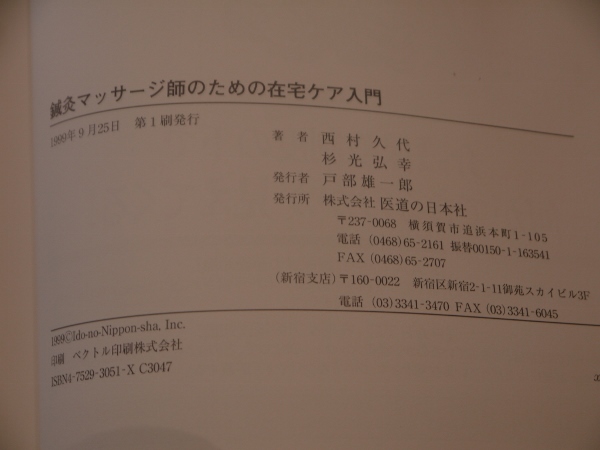 鍼灸マッサージ師のための在宅ケア入門
1999年9月25日　第1刷発行
著者　西村久代
杉光弘幸
発行者　戸部雄一郎
発行所　株式会社 医道の日本社
〒237-0068　横須賀市追浜本町1-105
電話　(0468)65-2161　振替00150-1-163541
FAX (0468)65-2707
(新宿支店)〒160-0022　新宿区新宿2-1-11御苑スカイビル3F
電話　(03)3341-3470 FAX (03)3341-6045
1999©Ido-no-Nippon-sha, Inc.
印刷　ベクトル印刷株式会社
ISBN4-7529-3051-X C3047